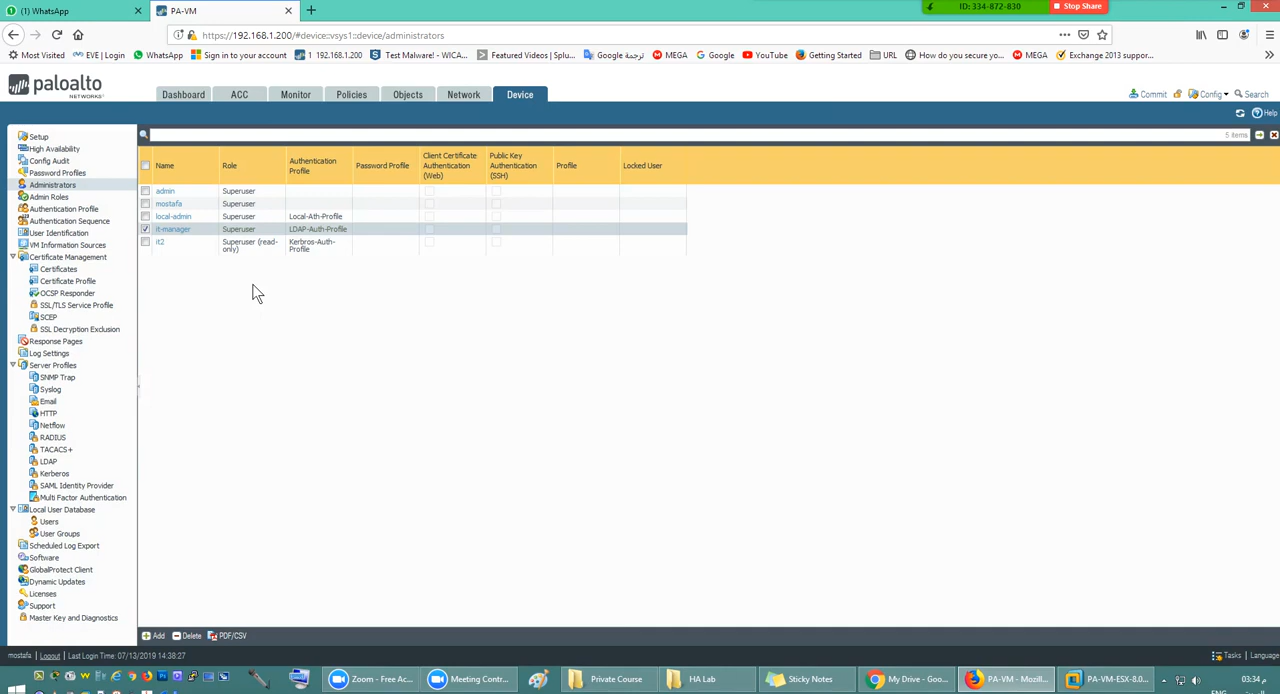 (1) WhatsApp
PA-VM
ID: 334-872-830
Stop Share
https://192.168.1.200/#device:vsys1:device/administrators
Most Visited
EVE | Login
WhatsApp
Sign in to your account
1 192.168.1.200
Test Malware! - WICA...
Featured Videos - Splu...
Google ترجمة
MEGA
Google
YouTube
Getting Started
URL
How do you secure yo...
MEGA
Exchange 2013 suppor...
paloalto
NETWORKS
Dashboard
ACC
Monitor
Policies
Objects
Network
Device
Commit
Config
Search
Help
5 items
Setup
High Availability
Config Audit
Password Profiles
Administrators
Admin Roles
Authentication Profile
Authentication Sequence
User Identification
VM Information Sources
Certificate Management
Certificates
Certificate Profile
OCSP Responder
SSL/TLS Service Profile
SCEP
SSL Decryption Exclusion
Response Pages
Log Settings
Server Profiles
SNMP Trap
Syslog
Email
HTTP
Netflow
RADIUS
TACACS+
LDAP
Kerberos
SAML Identity Provider
Multi Factor Authentication
Local User Database
Users
User Groups
Scheduled Log Export
Software
GlobalProtect Client
Dynamic Updates
Licenses
Support
Master Key and Diagnostics
Name
Role
Authentication
Profile
Password Profile
Client Certificate
Authentication
(Web)
Public Key
Authentication
(SSH)
Profile
Locked User
admin Superuser
mostafa Superuser
local-admin Superuser Local-Ath-Profile
it-manager Superuser LDAP-Auth-Profile
it2 Superuser (read- Kerbros-Auth-
only) Profile
Add
Delete
PDF/CSV
mostafa
Logout
Last Login Time: 07/13/2019 14:38:27
Tasks
Language
Zoom - Free Ac...
Meeting Contr...
Private Course
HA Lab
Sticky Notes
My Drive - Goo...
PA-VM - Mozill...
PA-VM-ESX-8.0...
03:34 م